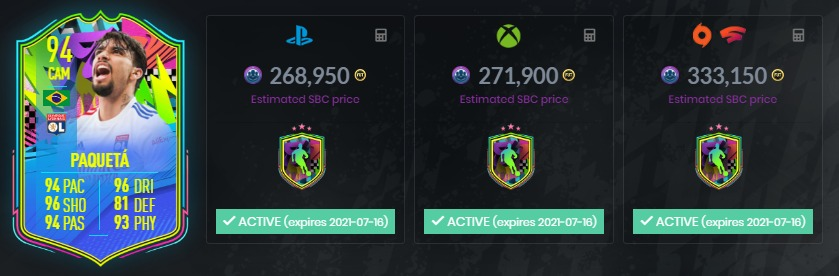 94
CAM
OL
PAQUETÁ
94 PAC 96 DRI
96 SHO 81 DEF
94 PAS 93 PHY
268,950
Estimated SBC price
✓ ACTIVE (expires 2021-07-16)
271,900
Estimated SBC price
✓ ACTIVE (expires 2021-07-16)
333,150
Estimated SBC price
✓ ACTIVE (expires 2021-07-16)